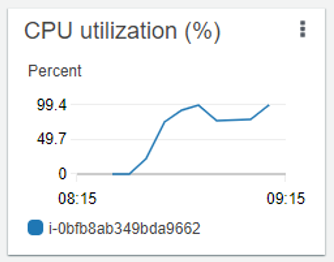 CPU utilization (%)
Percent
99.4
49.7
0
08:15 09:15
i-0bfb8ab349bda9662